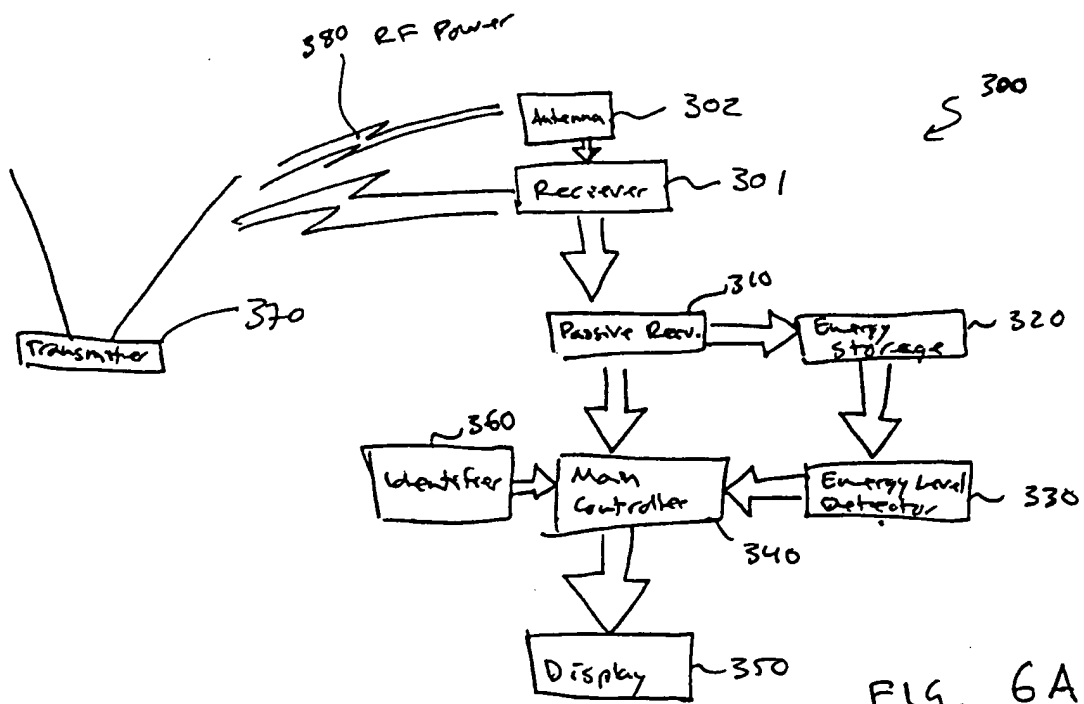 380 RF Power
300
Antenna
302
Reciever
301
310
370
Transmitter
Passive Recv.
Energy
Storage
320
360
Identifier
Main
Controller
Energy Level
Detector
330
340
Display
350
FIG. 6A